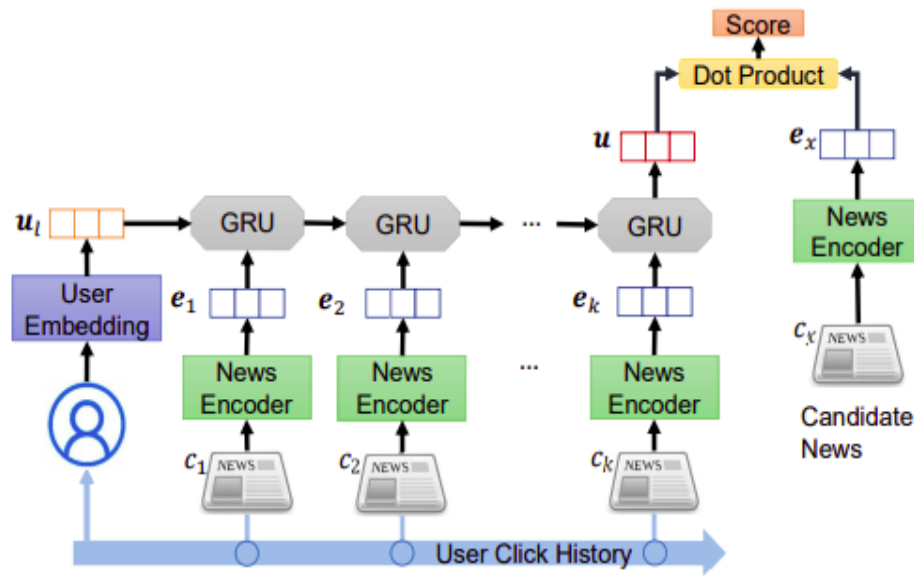 Score
Dot Product
u
e_x
u_l
GRU
GRU
...
GRU
News
Encoder
User
Embedding
e_1
e_2
e_k
c_x
NEWS
News
Encoder
News
Encoder
...
News
Encoder
Candidate
News
c_1
NEWS
c_2
NEWS
c_k
NEWS
User Click History